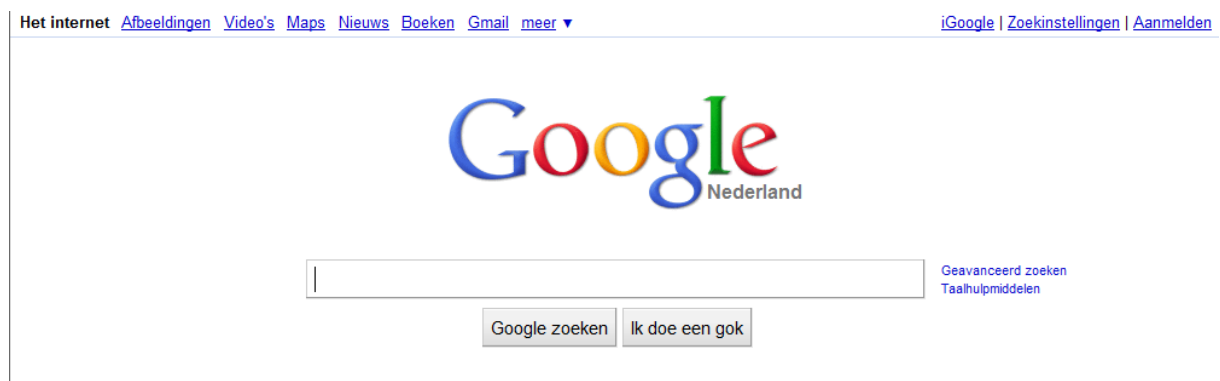 Het internet Afbeeldingen Video's Maps Nieuws Boeken Gmail meer ▼ iGoogle | Zoekinstellingen | Aanmelden
Google
Nederland
Geavanceerd zoeken
Taalhulpmiddelen
Google zoeken Ik doe een gok